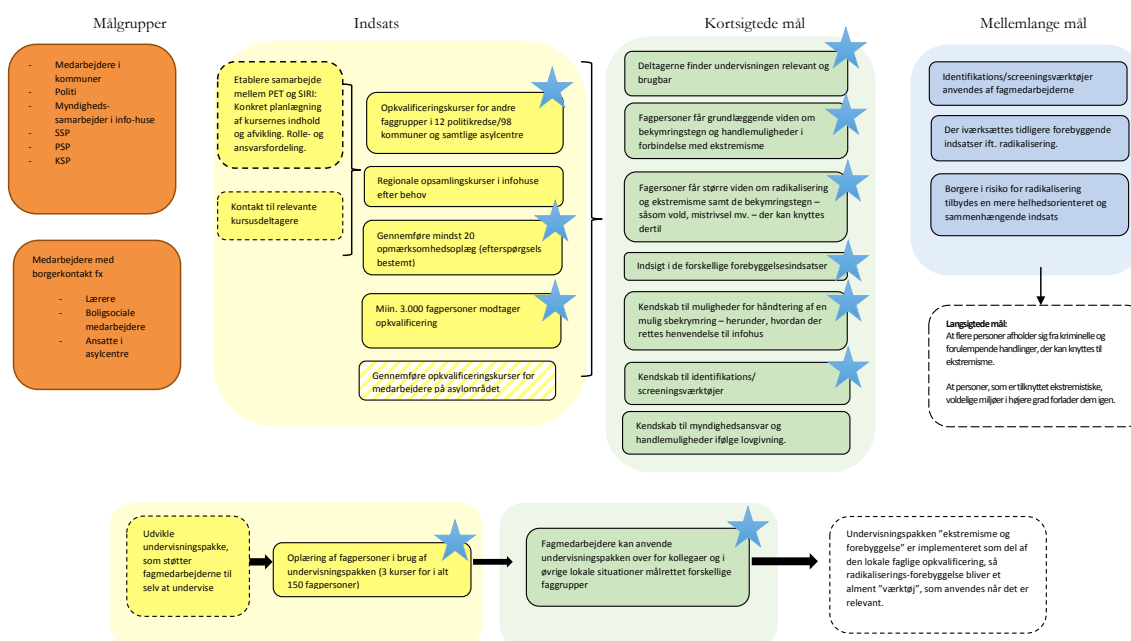 Målgrupper
Indsats
Kortsigtede mål
Mellemlange mål
- Medarbejdere i
kommuner
- Politi
- Myndigheds-
samarbejder i info-huse
- SSP
- PSP
- KSP
Medarbejdere med
borgerkontakt fx
- Lærere
- Boligsociale
medarbejdere
- Ansatte i
asylcentre
Etablere samarbejde
mellem PET og SIRI:
Konkret planlægning
af kursernes indhold
og afvikling. Rolle- og
ansvarsfordeling.
Kontakt til relevante
kursusdeltagere
Opkvalificeringskurser for andre
faggrupper i 12 politikredse/98
kommuner og samtlige asylcentre
Regionale opsamlingskurser i infohuse
efter behov
Gennemføre mindst 20
opmærksomhedsoplæg (efterspørgsels
bestemt)
Miin. 3.000 fagpersoner modtager
opkvalificering
Gennemføre opkvalificeringskurser for
medarbejdere på asylområdet
Deltagerne finder undervisningen relevant og
brugbar
Fagpersoner får grundlæggende viden om
bekymringstegn og handlemuligheder i
forbindelse med ekstremisme
Fagersoner får større viden om radikalisering
og ekstremisme samt de bekymringstegn –
såsom vold, mistrivsel mv. – der kan knyttes
dertil
Indsigt i de forskellige forebyggelsesindsatser
Kendskab til muligheder for håndtering af en
mulig sbekrymring – herunder, hvordan der
rettes henvendelse til infohus
Kendskab til identifikations/
screeningsværktøjer
Kendskab til myndighedsansvar og
handlemuligheder ifølge lovgivning.
Identifikations/screeningsværktøjer
anvendes af fagmedarbejderne
Der iværksættes tidligere forebyggende
indsatser ift. radikalisering.
Borgere i risiko for radikalisering
tilbydes en mere helhedsorienteret og
sammenhængende indsats
Langsigtede mål:
At flere personer afholder sig fra kriminelle og
forulempende handlinger, der kan knyttes til
ekstremisme.
At personer, som er tilknyttet ekstremistiske,
voldelige miljøer i højere grad forlader dem igen.
Udvikle
undervisningspakke,
som støtter
fagmedarbejderne til
selv at undervise
Oplæring af fagpersoner i brug af
undervisningspakken (3 kurser for i alt
150 fagpersoner)
Fagmedarbejdere kan anvende
undervisningspakken over for kollegaer og i
øvrige lokale situationer målrettet forskellige
faggrupper
Undervisningspakken ”ekstremisme og
forebyggelse” er implementeret som del af
den lokale faglige opkvalificering, så
radikaliserings-forebyggelse bliver et
alment ”værktøj”, som anvendes når det er
relevant.